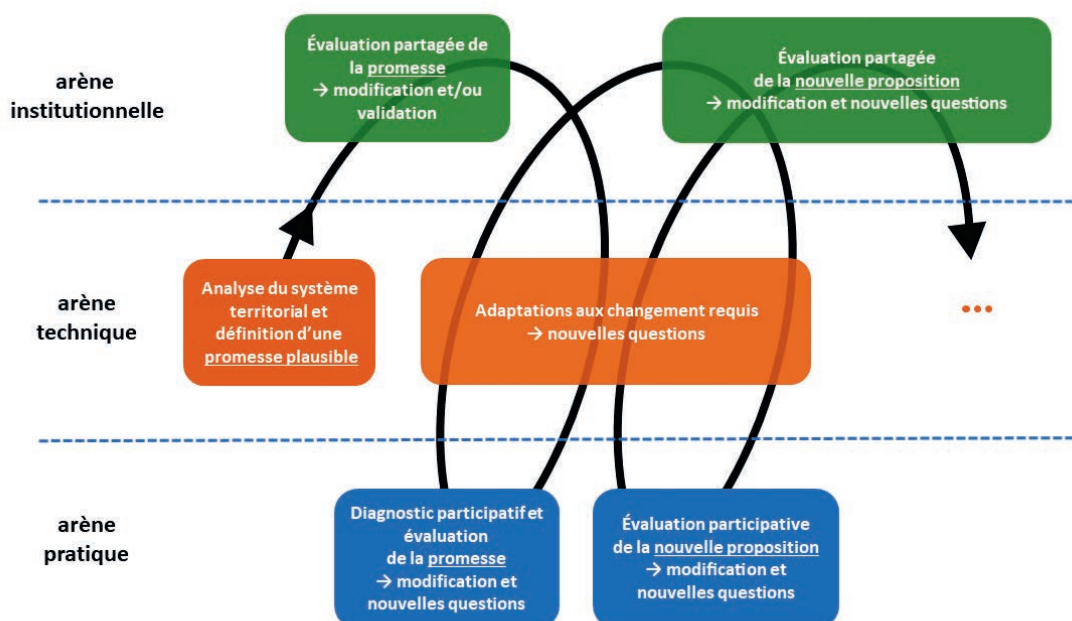 arène
institutionnelle
Évaluation partagée de
la promesse
→ modification et/ou
validation
Évaluation partagée
de la nouvelle proposition
→ modification et nouvelles questions
arène
technique
Analyse du système
territorial et
définition d’une
promesse plausible
Adaptations aux changement requis
→ nouvelles questions
...
arène
pratique
Diagnostic participatif et
évaluation
de la promesse
→ modification et
nouvelles questions
Évaluation participative
de la nouvelle proposition
→ modification et
nouvelles questions